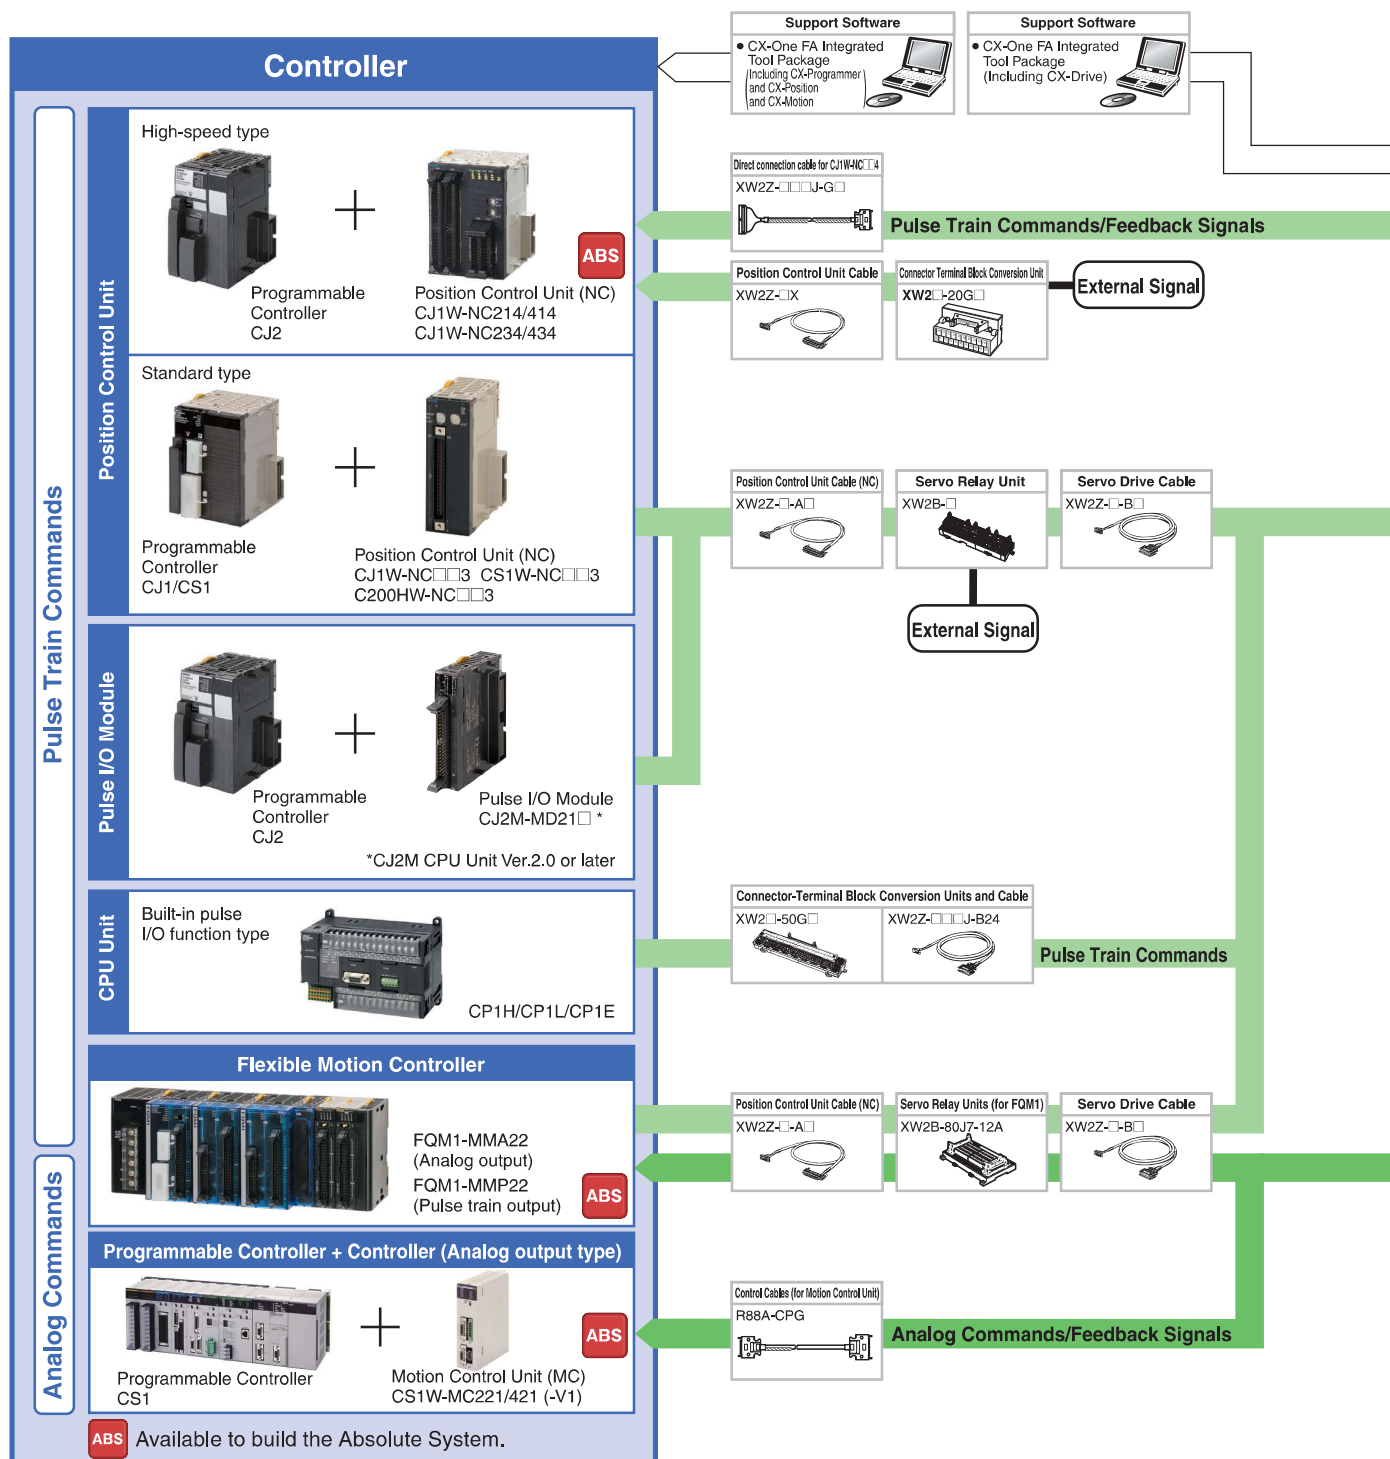 Support Software
● CX-One FA Integrated
Tool Package
(Including CX-Programmer
and CX-Position
and CX-Motion)
Support Software
● CX-One FA Integrated
Tool Package
(Including CX-Drive)
Controller
Pulse Train Commands
Position Control Unit
High-speed type
Programmable
Controller
CJ2
ABS
Position Control Unit (NC)
CJ1W-NC214/414
CJ1W-NC234/434
Direct connection cable for CJ1W-NC□□4
XW2Z-□□□J-G□
Pulse Train Commands/Feedback Signals
Position Control Unit Cable
XW2Z-□X
Connector Terminal Block Conversion Unit
XW2□-20G□
External Signal
Standard type
Programmable
Controller
CJ1/CS1
Position Control Unit (NC)
CJ1W-NC□□3 CS1W-NC□□3
C200HW-NC□□3
Position Control Unit Cable (NC)
XW2Z-□-A□
Servo Relay Unit
XW2B-□
Servo Drive Cable
XW2Z-□-B□
External Signal
Pulse I/O Module
Programmable
Controller
CJ2
Pulse I/O Module
CJ2M-MD21□ *
*CJ2M CPU Unit Ver.2.0 or later
CPU Unit
Built-in pulse
I/O function type
CP1H/CP1L/CP1E
Connector-Terminal Block Conversion Units and Cable
XW2□-50G□
XW2Z-□□□J-B24
Pulse Train Commands
Flexible Motion Controller
FQM1-MMA22
(Analog output)
FQM1-MMP22
(Pulse train output)
ABS
Position Control Unit Cable (NC)
XW2Z-□-A□
Servo Relay Units (for FQM1)
XW2B-80J7-12A
Servo Drive Cable
XW2Z-□-B□
Analog Commands
Programmable Controller + Controller (Analog output type)
Programmable Controller
CS1
Motion Control Unit (MC)
CS1W-MC221/421 (-V1)
ABS
Control Cables (for Motion Control Unit)
R88A-CPG
Analog Commands/Feedback Signals
ABS Available to build the Absolute System.